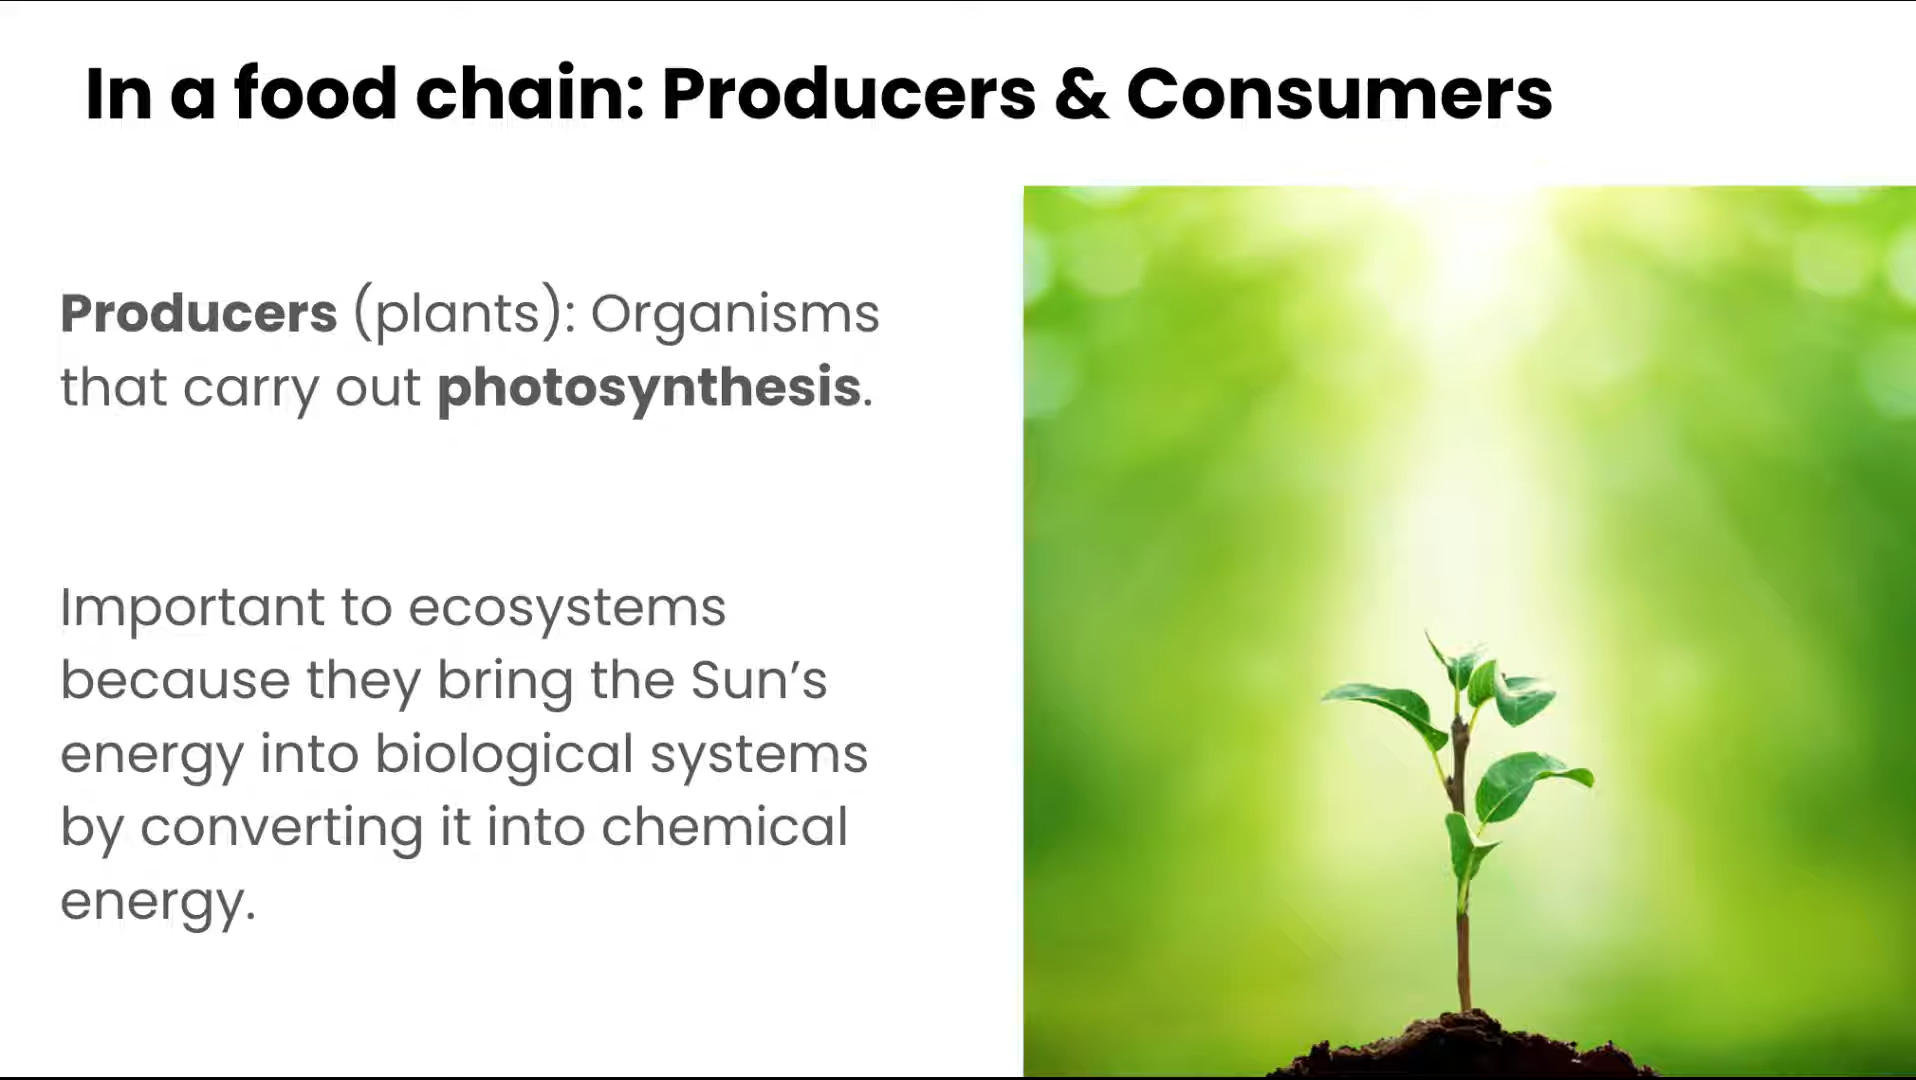 In a food chain: Producers & Consumers
Producers (plants): Organisms
that carry out photosynthesis.
Important to ecosystems
because they bring the Sun’s
energy into biological systems
by converting it into chemical
energy.